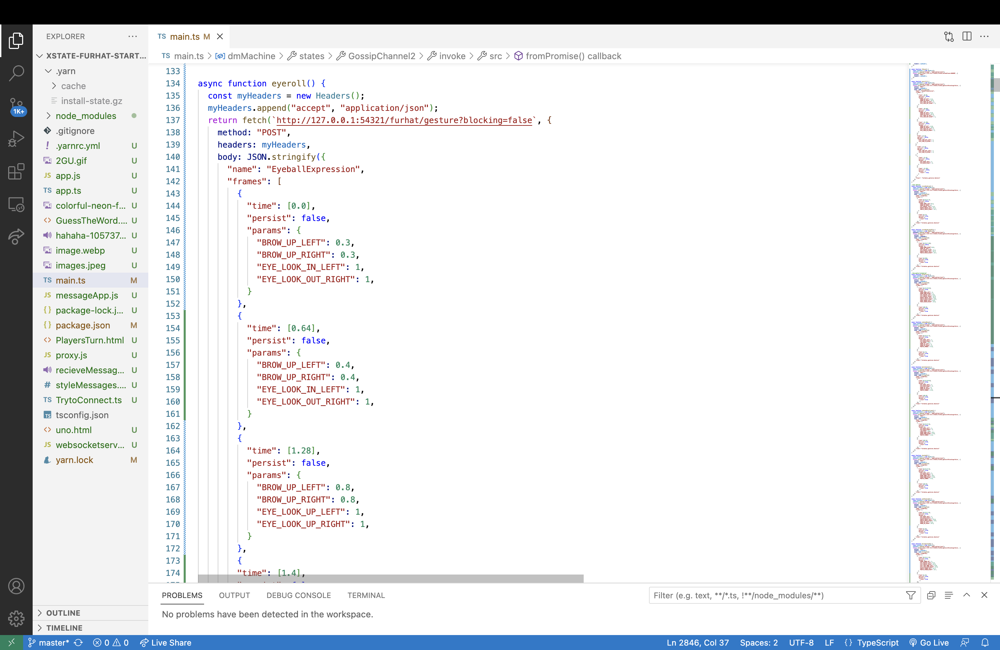 EXPLORER
XSTATE-FURHAT-START...
.yarn
cache
install-state.gz
node_modules
.gitignore
.yarnrc.yml U
2GU.gif U
JS app.js U
TS app.ts U
colorful-neon-f... U
GuessTheWord.... U
hahaha-105737... U
image.webp U
images.jpeg U
TS main.ts M
JS messageApp.js U
{} package-lock.j... U
{} package.json M
<> PlayersTurn.html U
JS proxy.js U
recieveMessag... U
# styleMessages.... U
TS TrytoConnect.ts U
TS tsconfig.json
<> uno.html U
JS websocketserv... U
yarn.lock M
OUTLINE
TIMELINE
1K+
TS main.ts M
TS main.ts > dmMachine > states > GossipChannel2 > invoke > src > fromPromise() callback
133
134 async function eyeroll() {
135 const myHeaders = new Headers();
136 myHeaders.append("accept", "application/json");
137 return fetch(`http://127.0.0.1:54321/furhat/gesture?blocking=false`, {
138 method: "POST",
139 headers: myHeaders,
140 body: JSON.stringify({
141 "name": "EyeballExpression",
142 "frames": [
143 {
144 "time": [0.0],
145 "persist": false,
146 "params": {
147 "BROW_UP_LEFT": 0.3,
148 "BROW_UP_RIGHT": 0.3,
149 "EYE_LOOK_IN_LEFT": 1,
150 "EYE_LOOK_OUT_RIGHT": 1,
151 }
152 },
153 {
154 "time": [0.64],
155 "persist": false,
156 "params": {
157 "BROW_UP_LEFT": 0.4,
158 "BROW_UP_RIGHT": 0.4,
159 "EYE_LOOK_IN_LEFT": 1,
160 "EYE_LOOK_OUT_RIGHT": 1,
161 }
162 },
163 {
164 "time": [1.28],
165 "persist": false,
166 "params": {
167 "BROW_UP_LEFT": 0.8,
168 "BROW_UP_RIGHT": 0.8,
169 "EYE_LOOK_UP_LEFT": 1,
170 "EYE_LOOK_UP_RIGHT": 1,
171 }
172 },
173 {
174 "time": [1.4],
PROBLEMS OUTPUT DEBUG CONSOLE TERMINAL
Filter (e.g. text, **/*.ts, !**/node_modules/**)
No problems have been detected in the workspace.
master* 0 0 Live Share
Ln 2846, Col 37 Spaces: 2 UTF-8 LF {} TypeScript Go Live